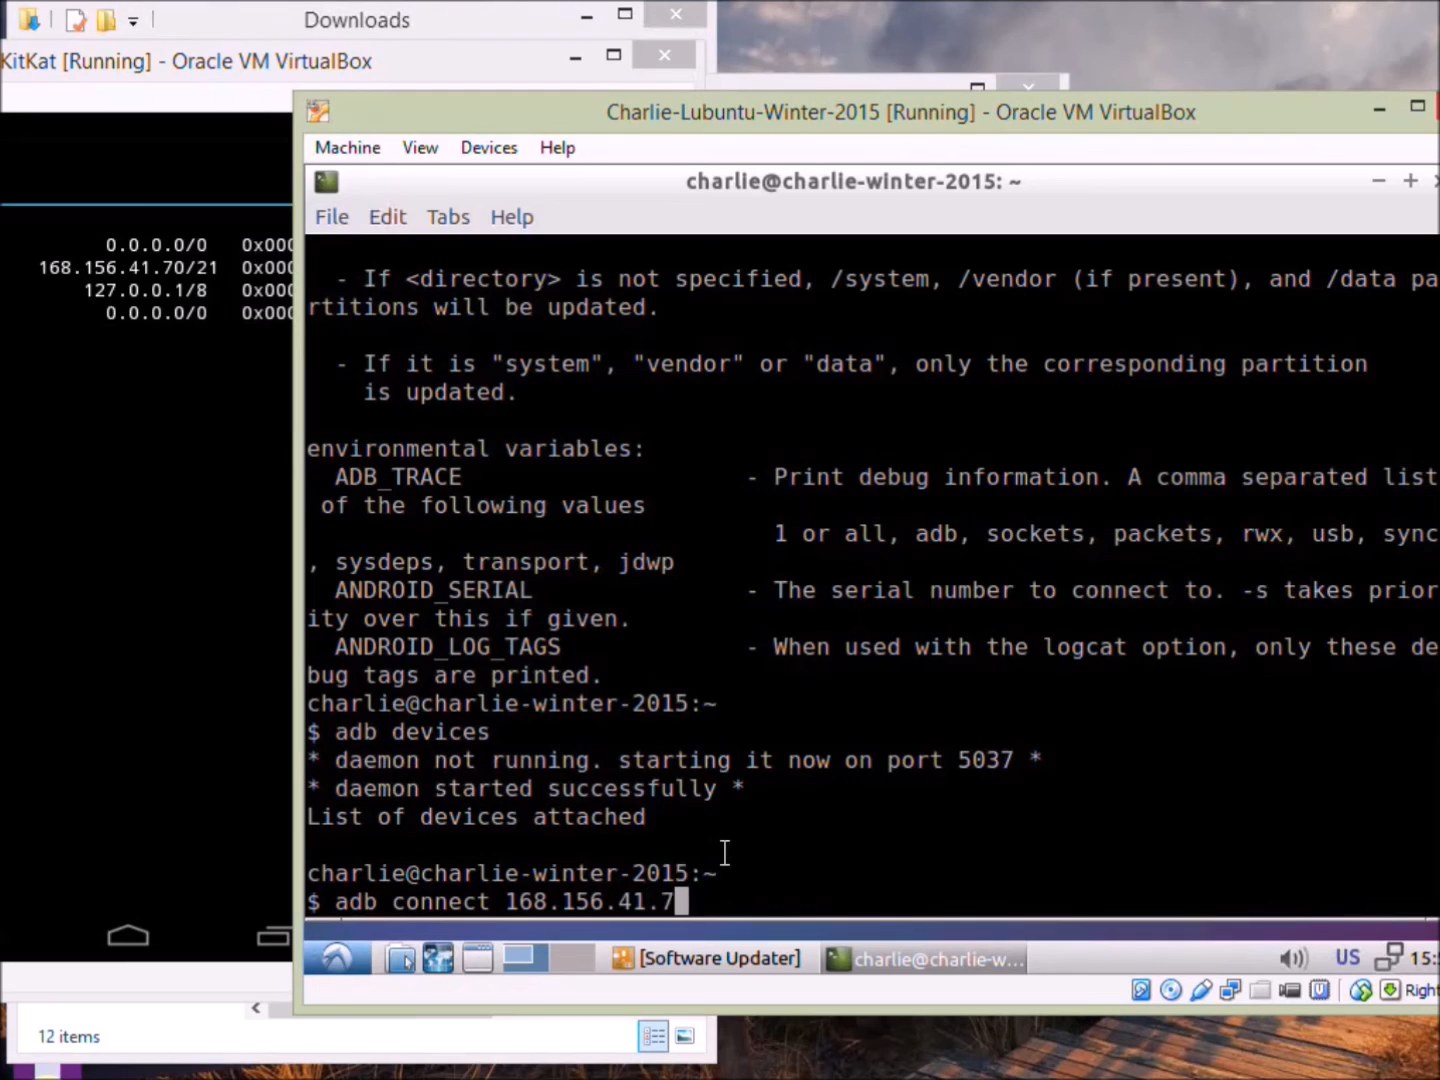 Downloads
KitKat [Running] - Oracle VM VirtualBox
Charlie-Lubuntu-Winter-2015 [Running] - Oracle VM VirtualBox
Machine View Devices Help
charlie@charlie-winter-2015: ~
File Edit Tabs Help
0.0.0.0/0 0x000
168.156.41.70/21 0x000
127.0.0.1/8 0x000
0.0.0.0/0 0x000
- If <directory> is not specified, /system, /vendor (if present), and /data pa
rtitions will be updated.
- If it is "system", "vendor" or "data", only the corresponding partition
is updated.
environmental variables:
ADB_TRACE - Print debug information. A comma separated list
of the following values
1 or all, adb, sockets, packets, rwx, usb, sync
, sysdeps, transport, jdwp
ANDROID_SERIAL - The serial number to connect to. -s takes prior
ity over this if given.
ANDROID_LOG_TAGS - When used with the logcat option, only these de
bug tags are printed.
charlie@charlie-winter-2015:~
$ adb devices
* daemon not running. starting it now on port 5037 *
* daemon started successfully *
List of devices attached
charlie@charlie-winter-2015:~
$ adb connect 168.156.41.7
[Software Updater] charlie@charlie-w... US 15:
Right
12 items